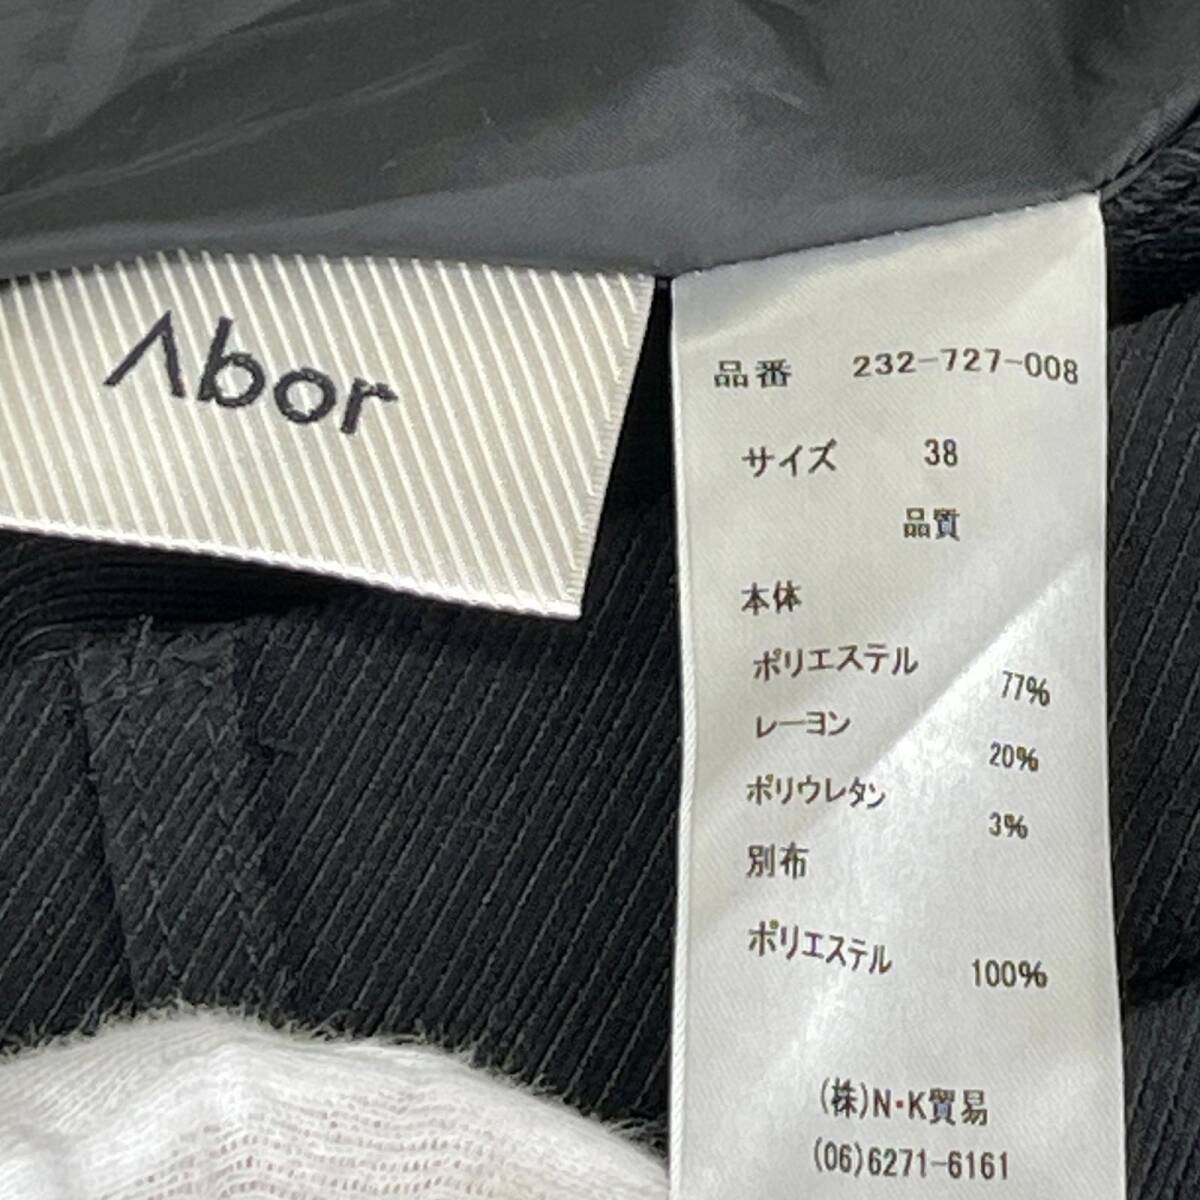 Λbor
品番 232-727-008
サイズ 38
品質
本体
ポリエステル 77%
レーヨン 20%
ポリウレタン 3%
別布
ポリエステル 100%
(株)N・K貿易
(06)6271-6161